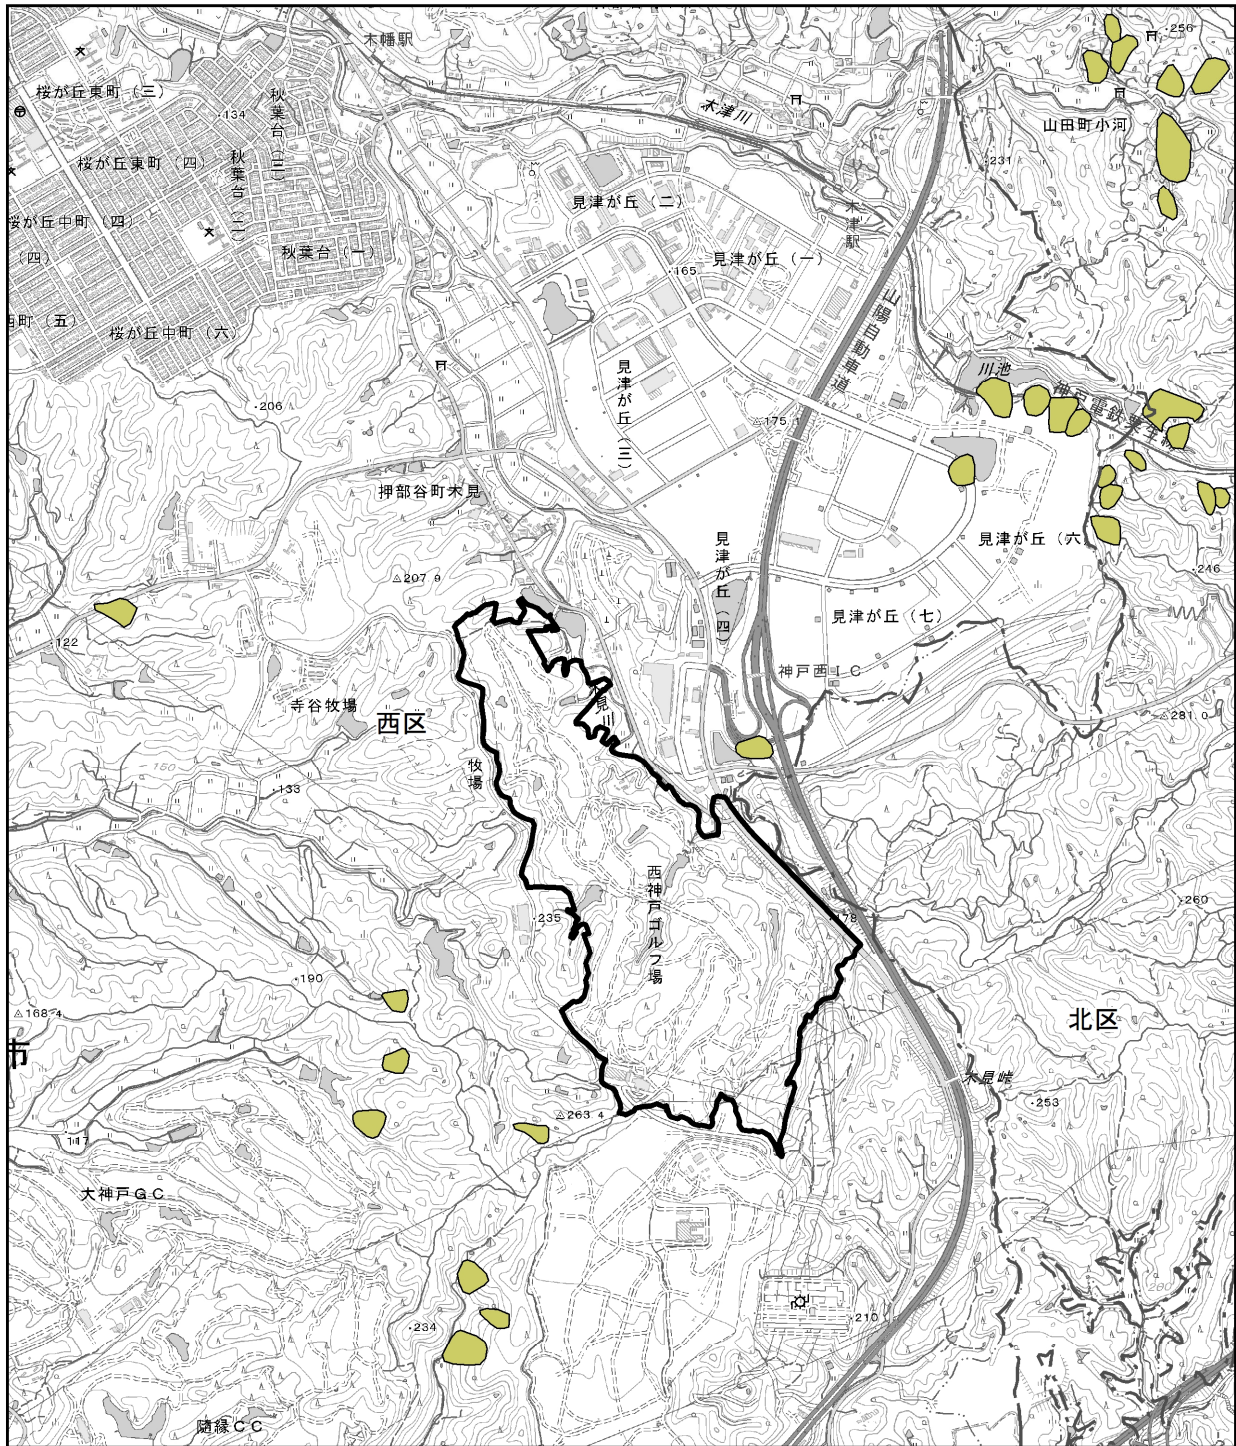 木幡駅
・256
桜が丘東町（三）
秋葉台（三）
・134
木津川
山田町小河
桜が丘東町（四）
秋葉台（二）
・231
見津が丘（二）
木津駅
桜が丘中町（四）
（四）
秋葉台（一）
見津が丘（一）
・165
山陽自動車道
西町（五）
桜が丘中町（六）
川池
見津が丘（三）
神戸電鉄粟生線
・206
△175.1
押部谷町木見
見津が丘（四）
見津が丘（六）
・246
△207.9
見津が丘（七）
・122
神戸西ＩＣ
寺谷牧場
木見川
西区
△281.0
牧場
150
・133
西神戸ゴルフ場
・260
・235
・178
・190
△168.4
北区
市
木見峠
・253
△263.4
・117
大神戸ＧＣ
・234
・210
随縁ＣＣ